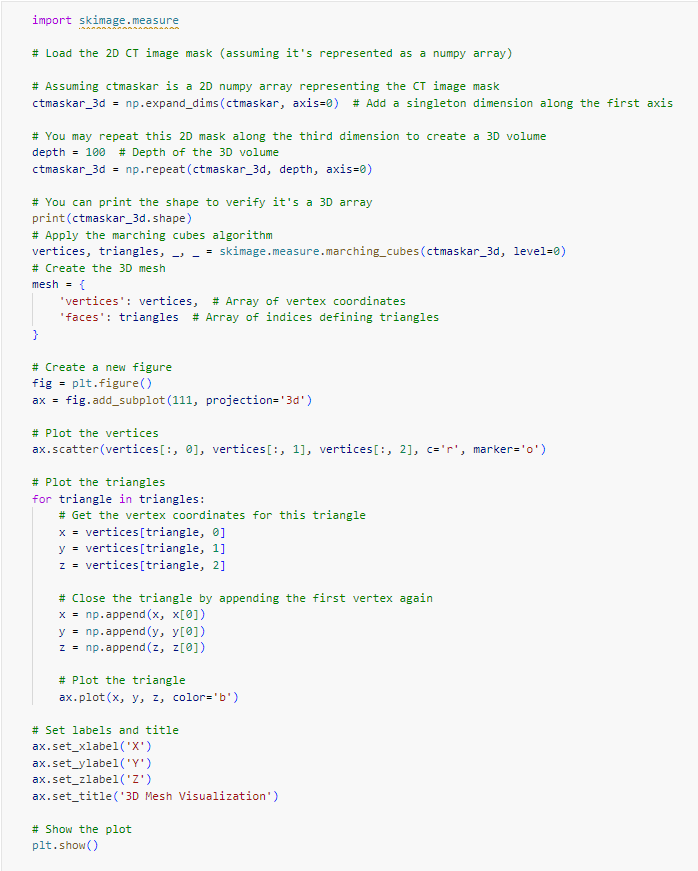 import skimage.measure
# Load the 2D CT image mask (assuming it's represented as a numpy array)
# Assuming ctmaskar is a 2D numpy array representing the CT image mask
ctmaskar_3d = np.expand_dims(ctmaskar, axis=0)  # Add a singleton dimension along the first axis
# You may repeat this 2D mask along the third dimension to create a 3D volume
depth = 100  # Depth of the 3D volume
ctmaskar_3d = np.repeat(ctmaskar_3d, depth, axis=0)
# You can print the shape to verify it's a 3D array
print(ctmaskar_3d.shape)
# Apply the marching cubes algorithm
vertices, triangles, _, _ = skimage.measure.marching_cubes(ctmaskar_3d, level=0)
# Create the 3D mesh
mesh = {
    'vertices': vertices,  # Array of vertex coordinates
    'faces': triangles  # Array of indices defining triangles
}
# Create a new figure
fig = plt.figure()
ax = fig.add_subplot(111, projection='3d')
# Plot the vertices
ax.scatter(vertices[:, 0], vertices[:, 1], vertices[:, 2], c='r', marker='o')
# Plot the triangles
for triangle in triangles:
    # Get the vertex coordinates for this triangle
    x = vertices[triangle, 0]
    y = vertices[triangle, 1]
    z = vertices[triangle, 2]
    # Close the triangle by appending the first vertex again
    x = np.append(x, x[0])
    y = np.append(y, y[0])
    z = np.append(z, z[0])
    # Plot the triangle
    ax.plot(x, y, z, color='b')
# Set labels and title
ax.set_xlabel('X')
ax.set_ylabel('Y')
ax.set_zlabel('Z')
ax.set_title('3D Mesh Visualization')
# Show the plot
plt.show()